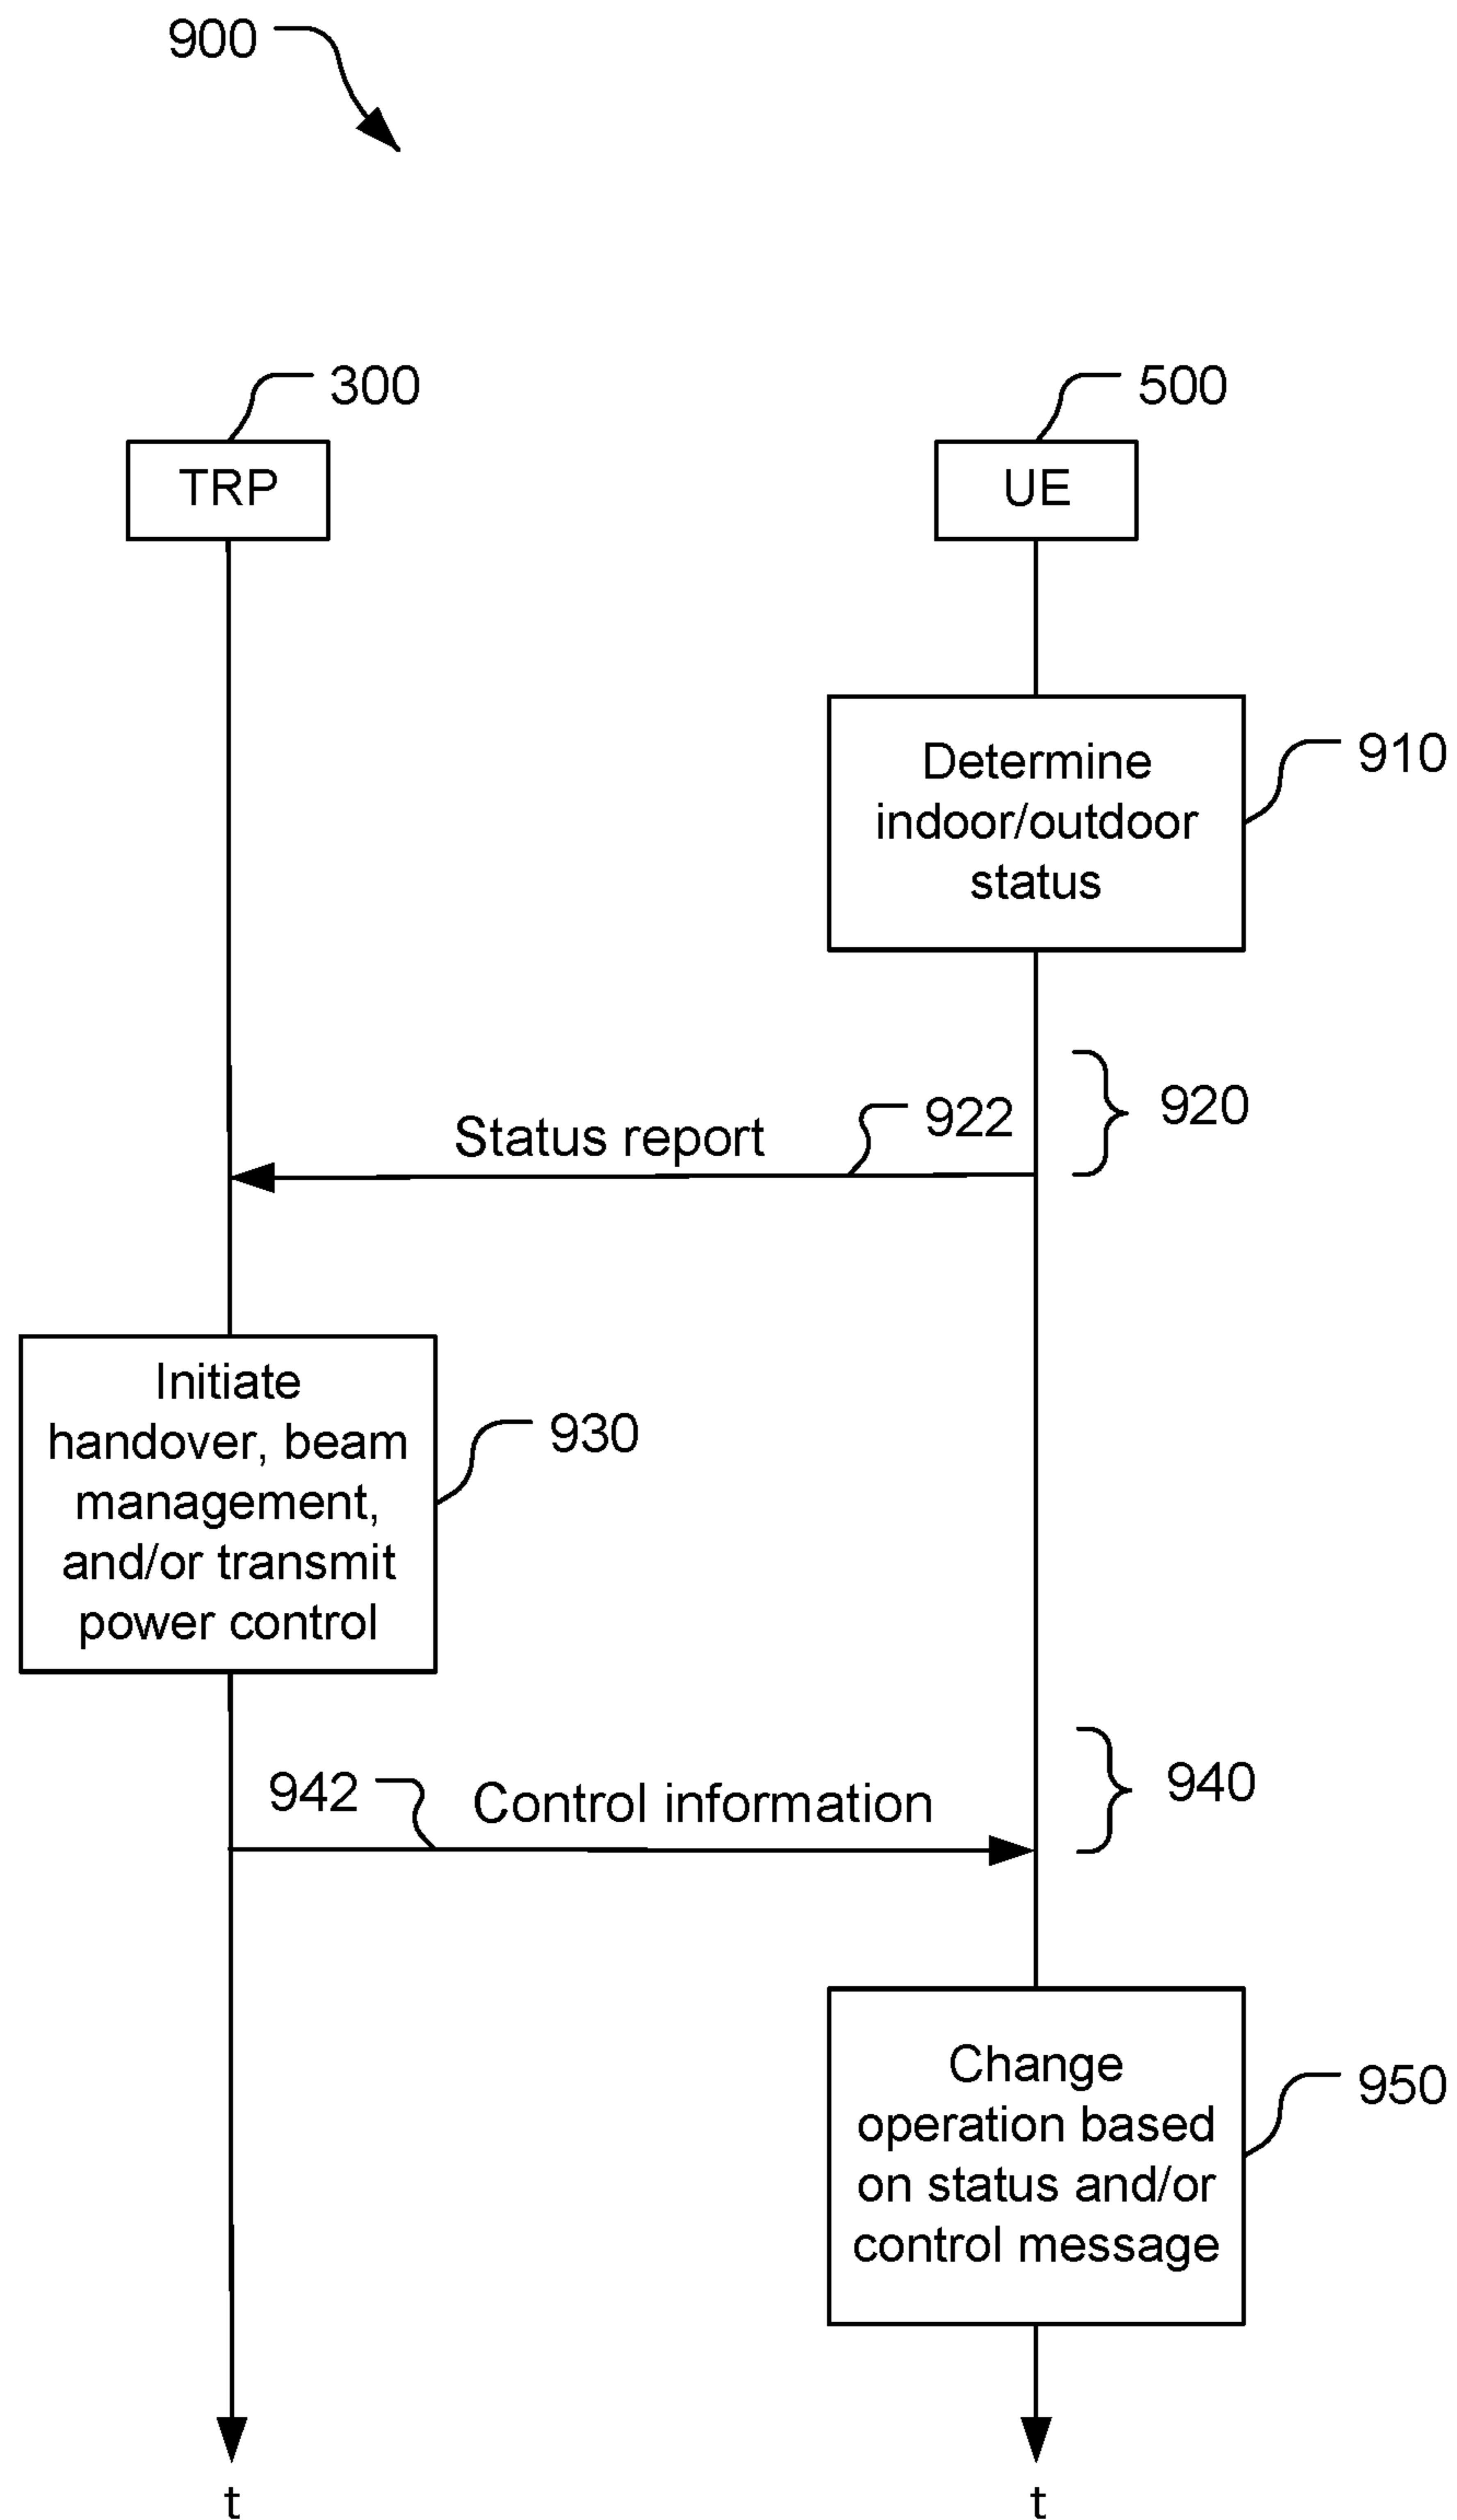 900
300
500
TRP
UE
Determine
indoor/outdoor
status
910
920
922
Status report
Initiate
handover, beam
management,
and/or transmit
power control
930
940
942
Control information
Change
operation based
on status and/or
control message
950
t
t